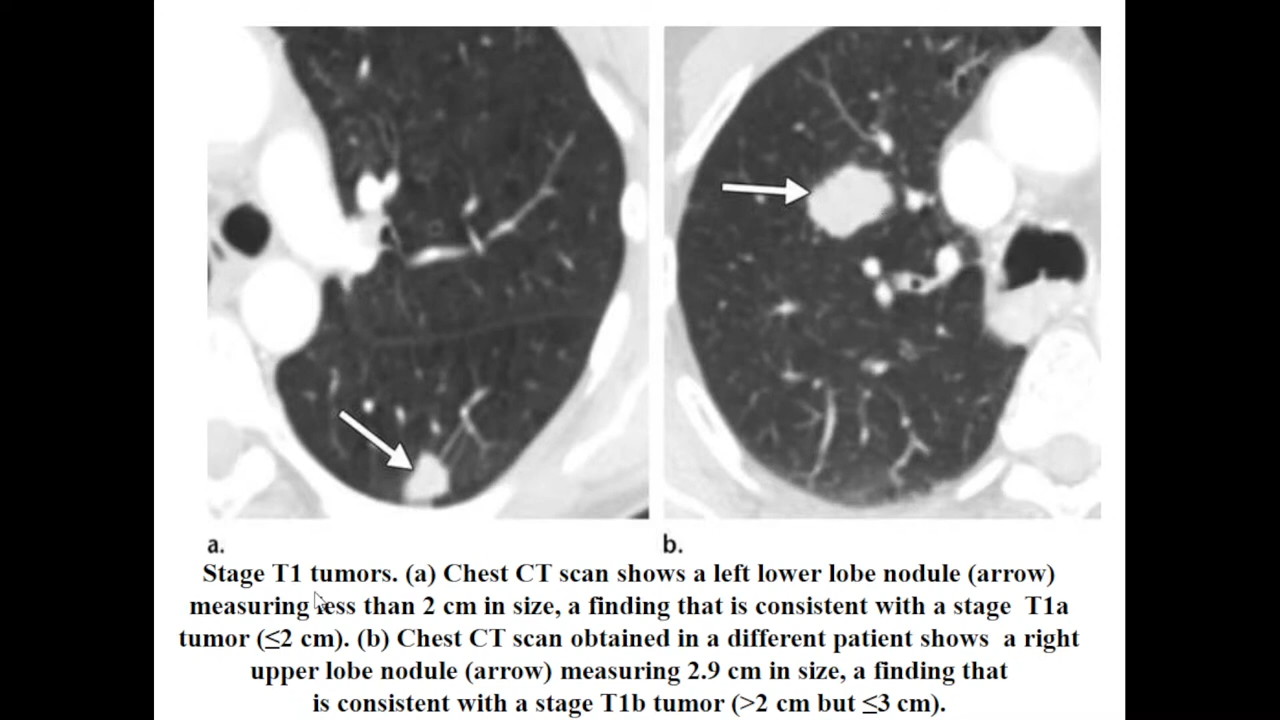 a.
b.
Stage T1 tumors. (a) Chest CT scan shows a left lower lobe nodule (arrow)
measuring less than 2 cm in size, a finding that is consistent with a stage T1a
tumor (≤2 cm). (b) Chest CT scan obtained in a different patient shows a right
upper lobe nodule (arrow) measuring 2.9 cm in size, a finding that
is consistent with a stage T1b tumor (>2 cm but ≤3 cm).